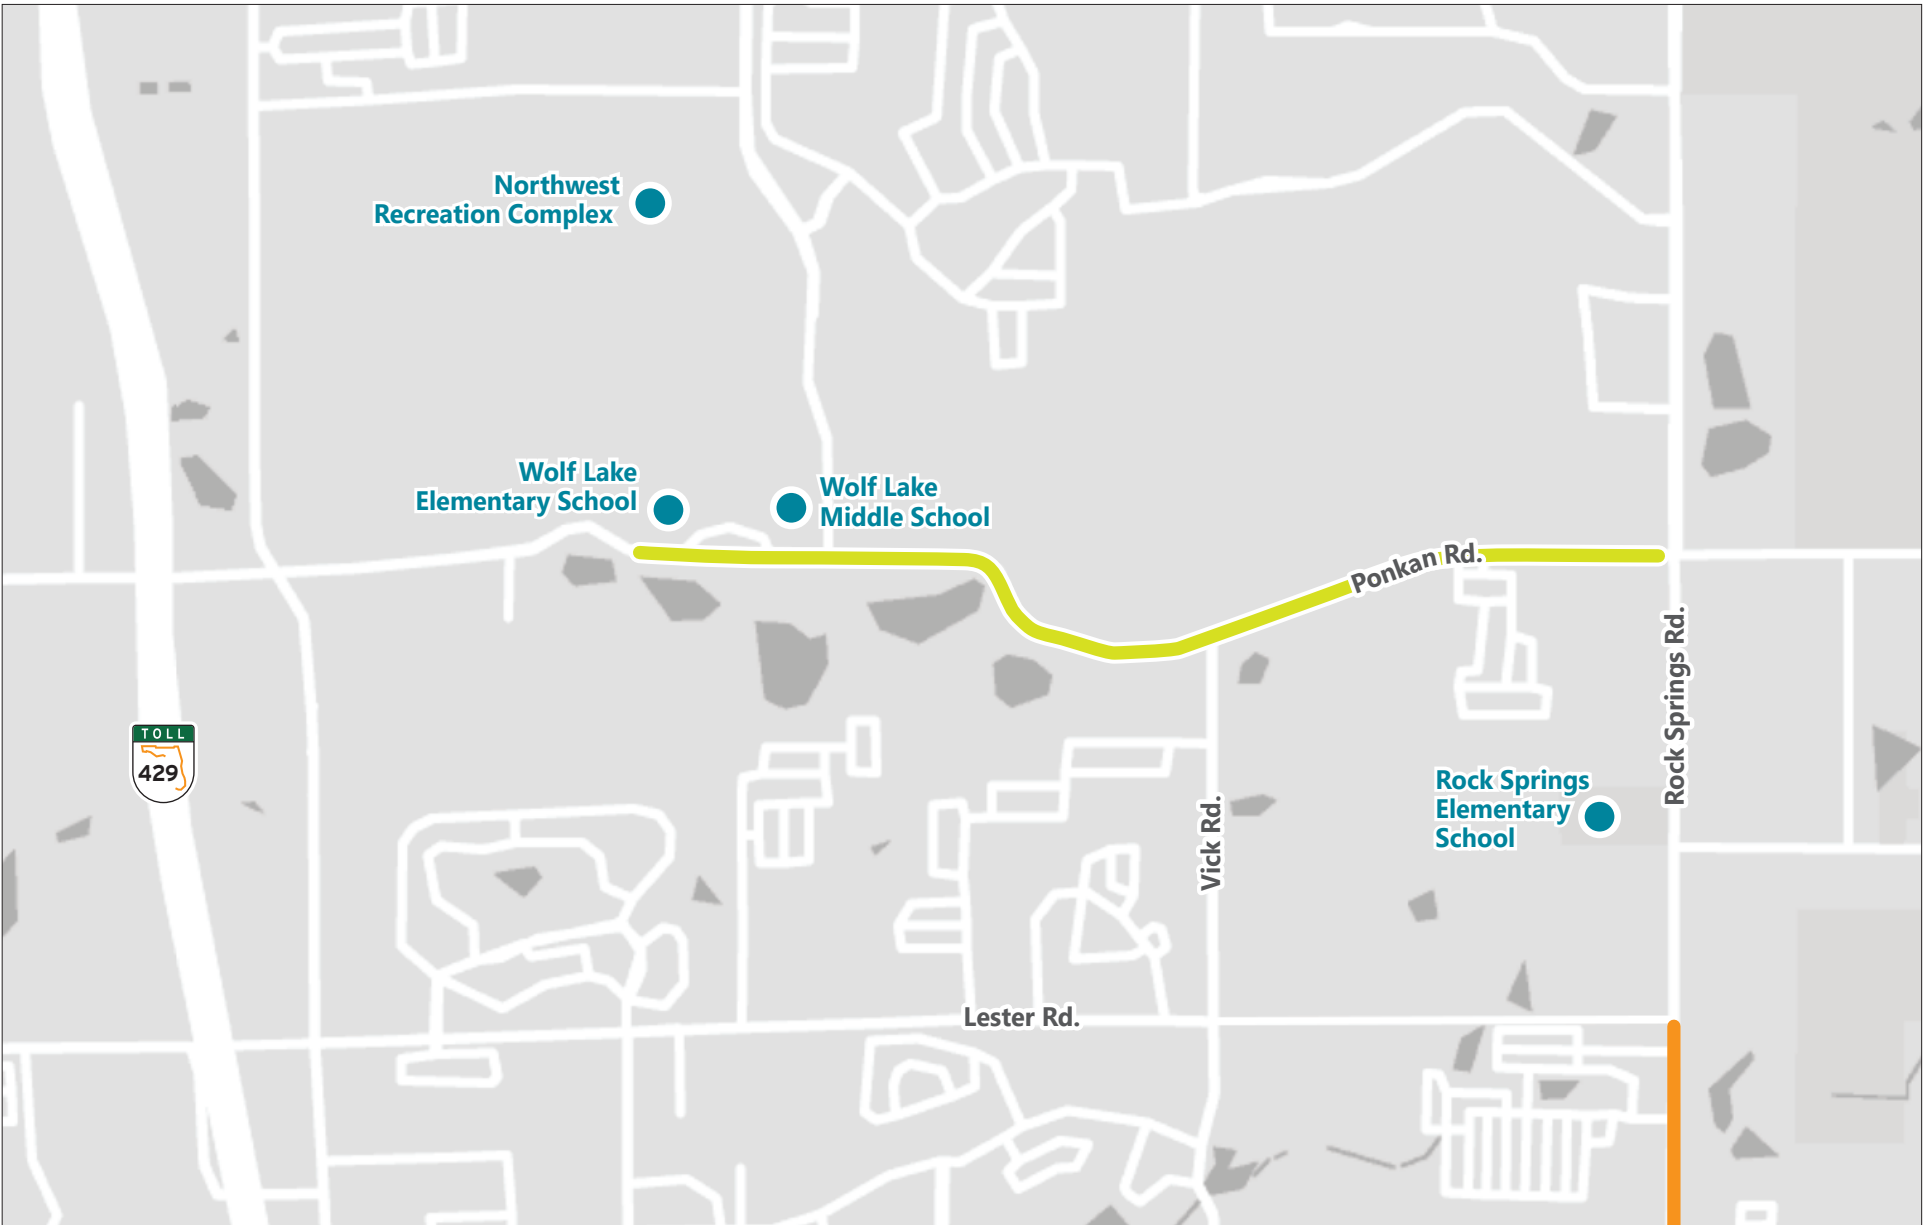 Northwest
Recreation Complex
Wolf Lake
Elementary School
Wolf Lake
Middle School
Ponkan Rd.
Rock Springs Rd.
TOLL
429
Rock Springs
Elementary
School
Vick Rd.
Lester Rd.